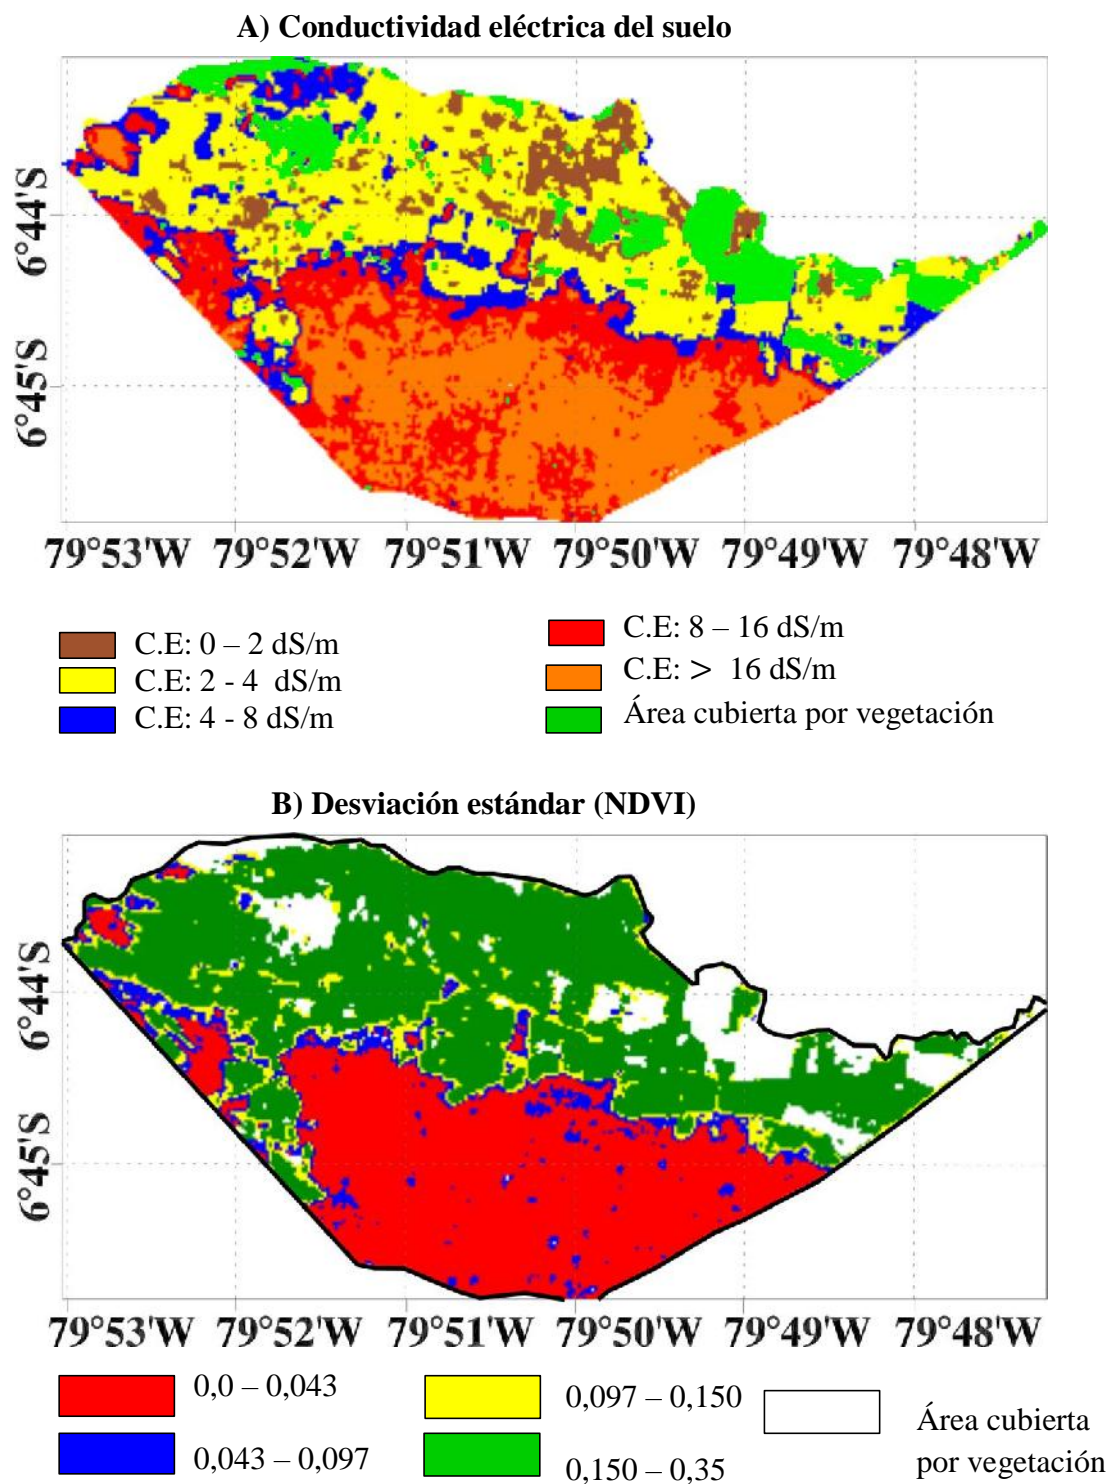 A) Conductividad eléctrica del suelo
6°44'S
6°45'S
79°53'W 79°52'W 79°51'W 79°50'W 79°49'W 79°48'W
C.E: 0 – 2 dS/m
C.E: 2 - 4 dS/m
C.E: 4 - 8 dS/m
C.E: 8 – 16 dS/m
C.E: > 16 dS/m
Área cubierta por vegetación
B) Desviación estándar (NDVI)
6°44'S
6°45'S
79°53'W 79°52'W 79°51'W 79°50'W 79°49'W 79°48'W
0,0 – 0,043
0,043 – 0,097
0,097 – 0,150
0,150 – 0,35
Área cubierta
por vegetación